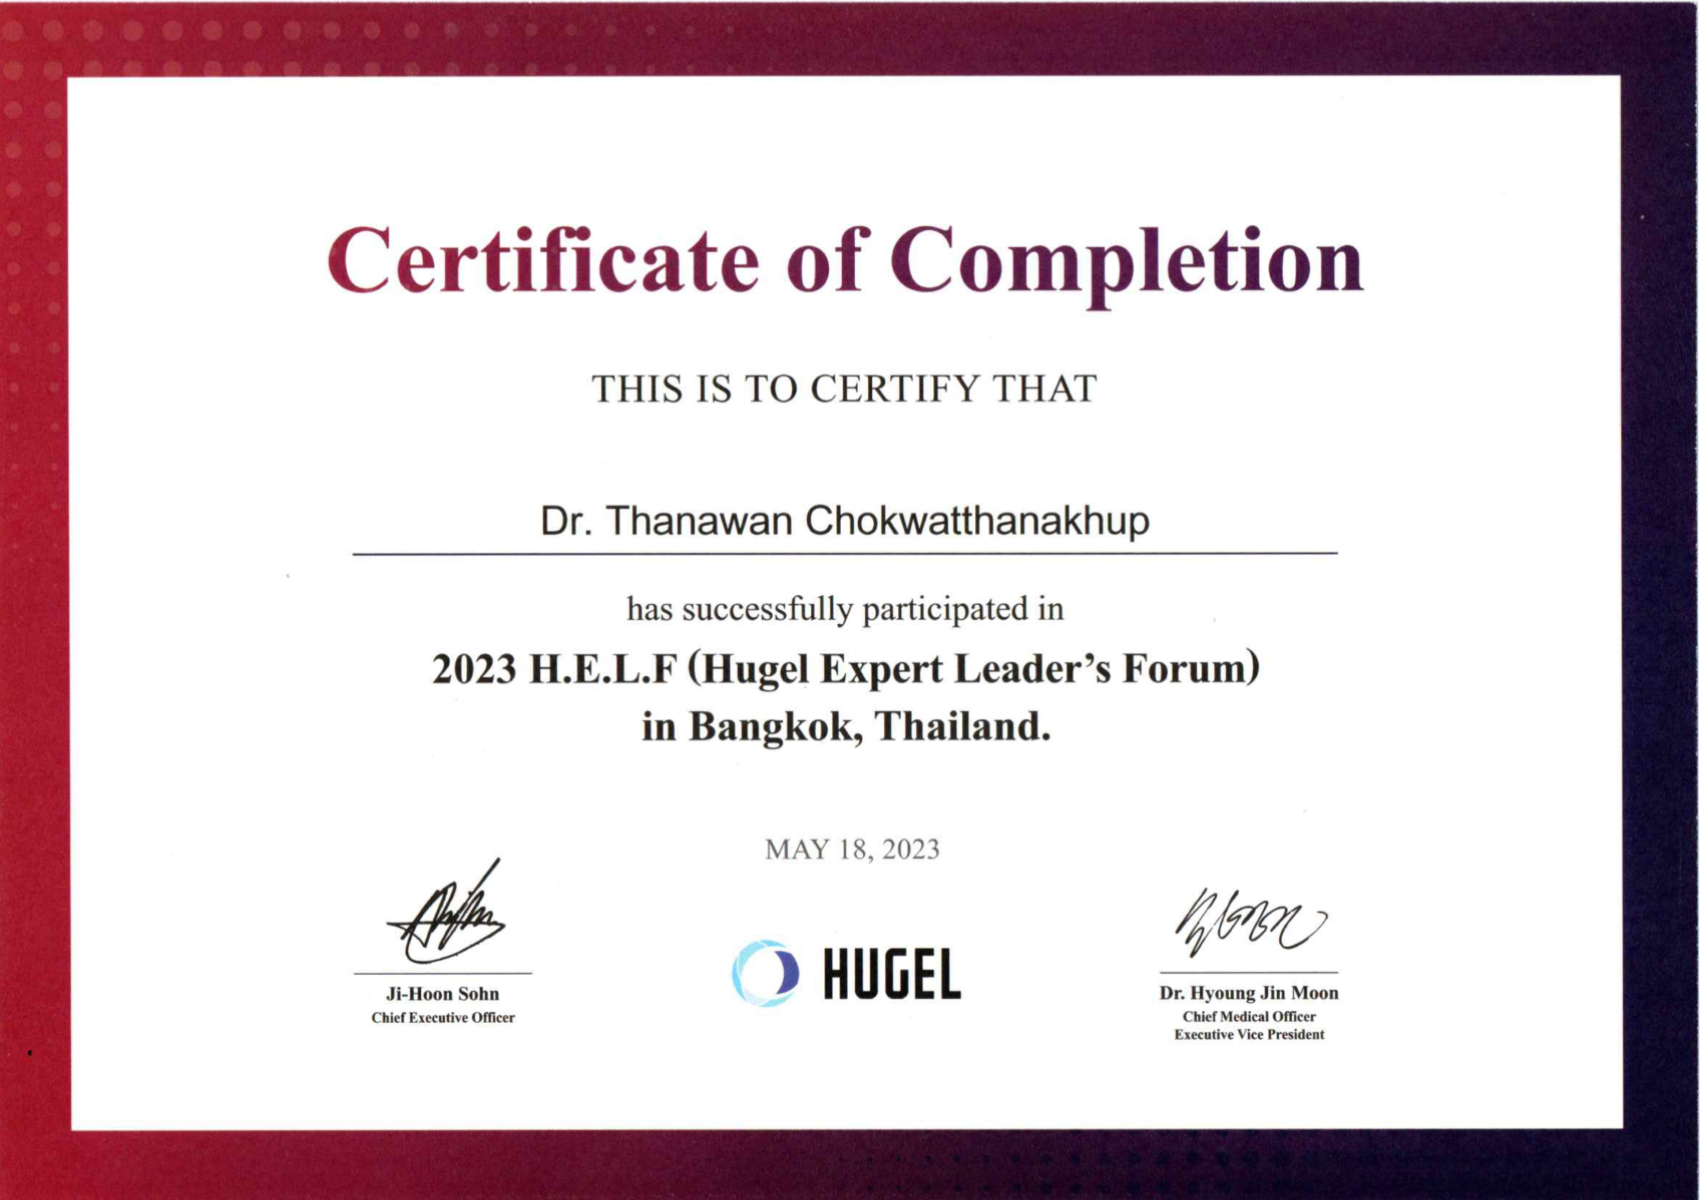 Certificate of Completion
THIS IS TO CERTIFY THAT
Dr. Thanawan Chokwatthanakhup
has successfully participated in
2023 H.E.L.F (Hugel Expert Leader’s Forum)
in Bangkok, Thailand.
MAY 18, 2023
HUGEL
Ji-Hoon Sohn
Chief Executive Officer
Dr. Hyoung Jin Moon
Chief Medical Officer
Executive Vice President